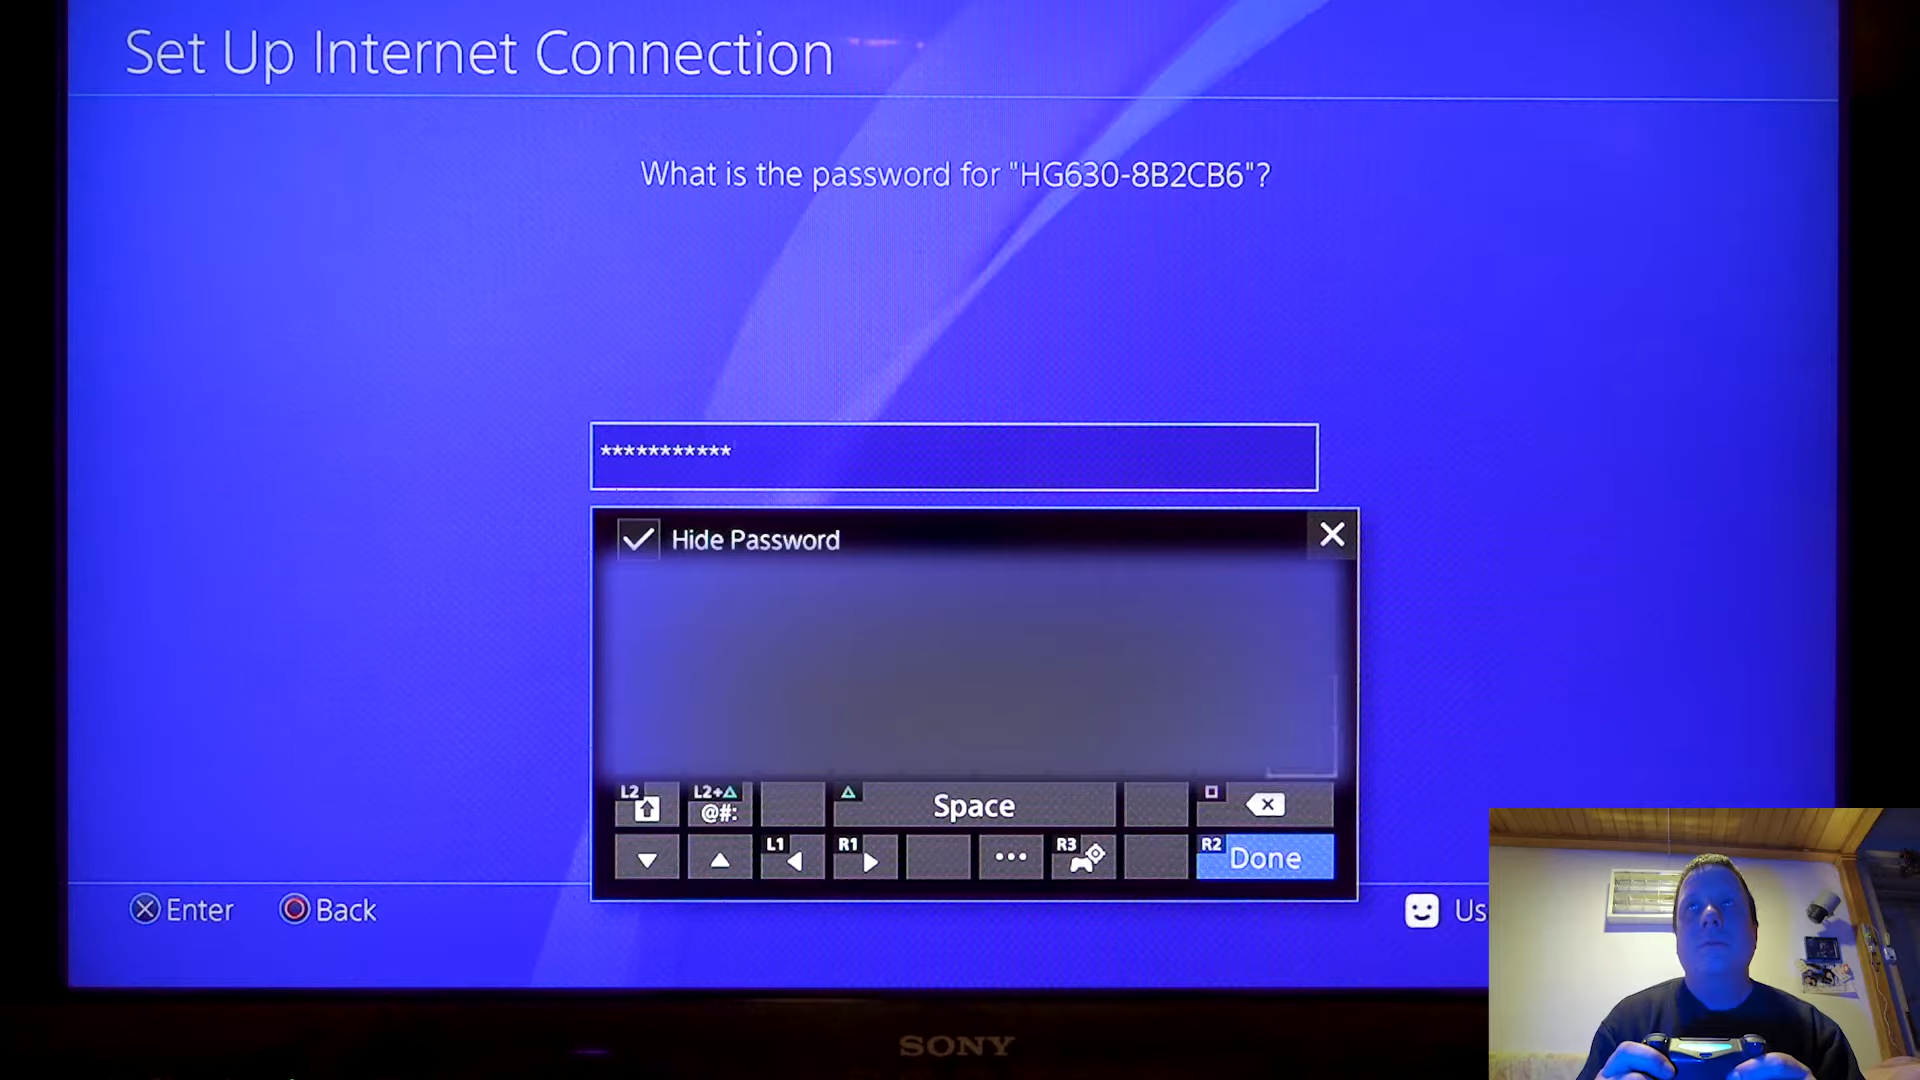 Set Up Internet Connection
What is the password for "HG630-8B2CB6"?
***********
Hide Password
L2
L2+△
@#:
△
Space
L1
R1
...
R3
R2
Done
Enter
Back
Us
SONY